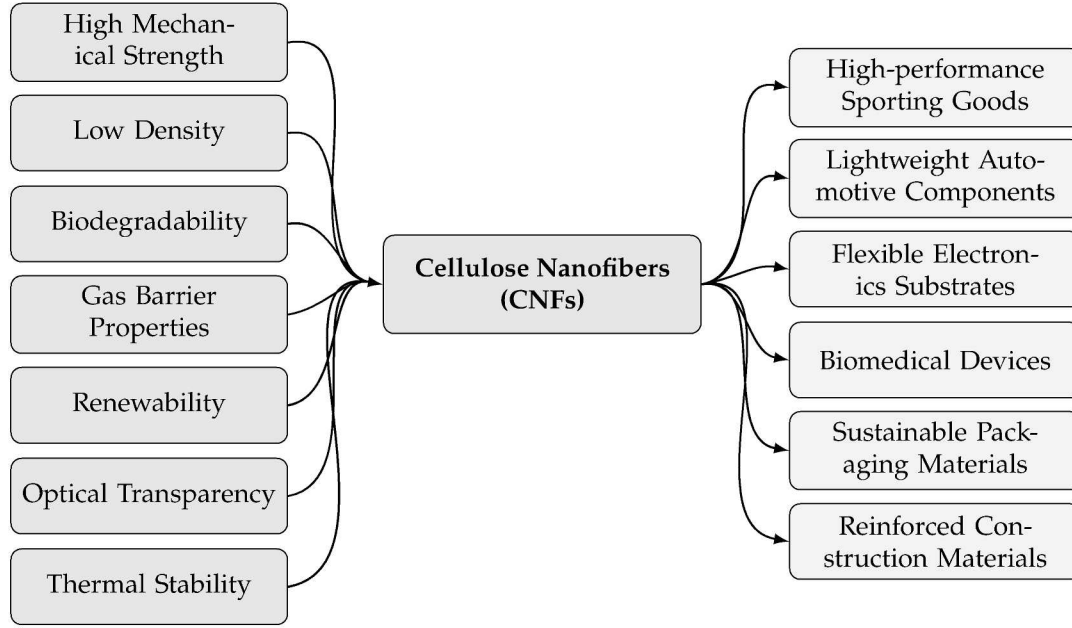 High Mechan-
ical Strength
Low Density
Biodegradability
Gas Barrier
Properties
Renewability
Optical Transparency
Thermal Stability
Cellulose Nanofibers
(CNFs)
High-performance
Sporting Goods
Lightweight Auto-
motive Components
Flexible Electron-
ics Substrates
Biomedical Devices
Sustainable Pack-
aging Materials
Reinforced Con-
struction Materials